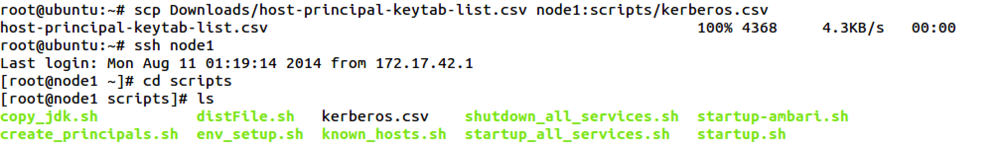 root@ubuntu:~# scp Downloads/host-principal-keytab-list.csv node1:scripts/kerberos.csv
host-principal-keytab-list.csv 100% 4368 4.3KB/s 00:00
root@ubuntu:~# ssh node1
Last login: Mon Aug 11 01:19:14 2014 from 172.17.42.1
[root@node1 ~]# cd scripts
[root@node1 scripts]# ls
copy_jdk.sh distFile.sh kerberos.csv shutdown_all_services.sh startup-ambari.sh
create_principals.sh env_setup.sh known_hosts.sh startup_all_services.sh startup.sh